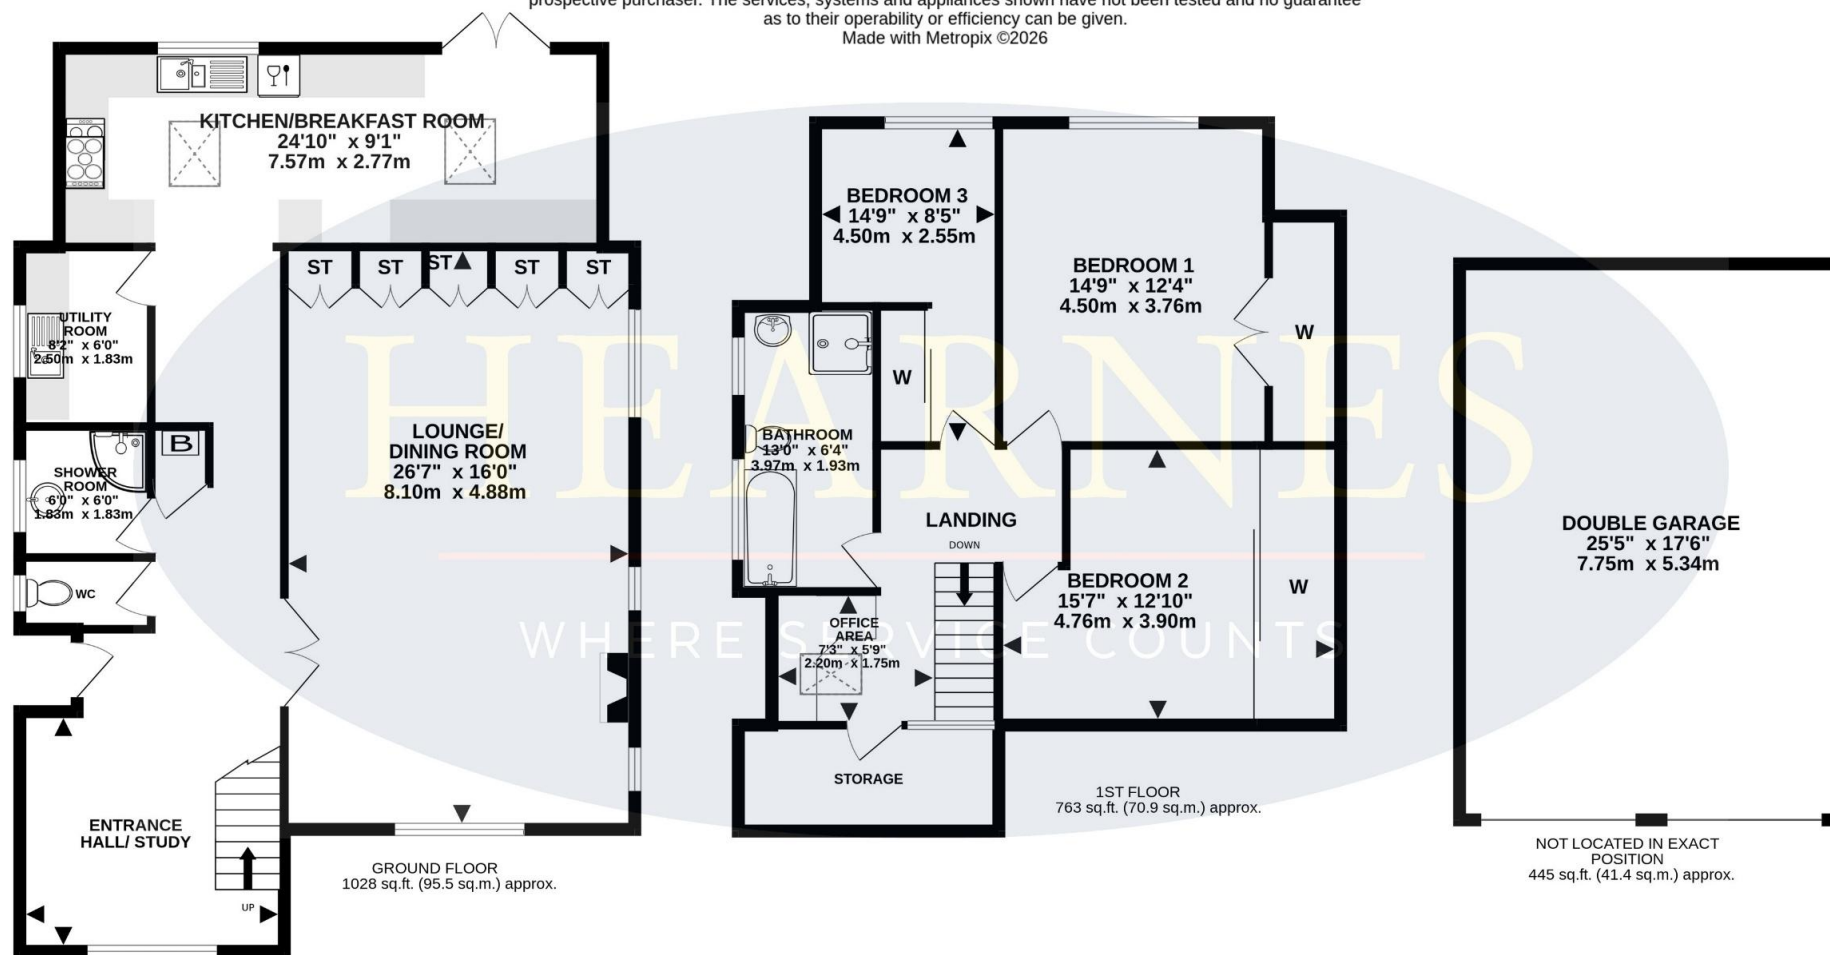 prospective purchaser. The services, systems and appliances shown have not been tested and no guarantee
as to their operability or efficiency can be given.
Made with Metropix ©2026
KITCHEN/BREAKFAST ROOM
24'10" x 9'1"
7.57m x 2.77m
ST
ST
ST
ST
ST
UTILITY
ROOM
8'2" x 6'0"
2.50m x 1.83m
LOUNGE/
DINING ROOM
26'7" x 16'0"
8.10m x 4.88m
B
SHOWER
ROOM
6'0" x 6'0"
1.83m x 1.83m
WC
ENTRANCE
HALL/ STUDY
UP
GROUND FLOOR
1028 sq.ft. (95.5 sq.m.) approx.
BEDROOM 3
14'9" x 8'5"
4.50m x 2.55m
BEDROOM 1
14'9" x 12'4"
4.50m x 3.76m
W
W
BATHROOM
13'0" x 6'4"
3.97m x 1.93m
LANDING
DOWN
BEDROOM 2
15'7" x 12'10"
4.76m x 3.90m
W
OFFICE
AREA
7'3" x 5'9"
2.20m x 1.75m
STORAGE
1ST FLOOR
763 sq.ft. (70.9 sq.m.) approx.
DOUBLE GARAGE
25'5" x 17'6"
7.75m x 5.34m
NOT LOCATED IN EXACT
POSITION
445 sq.ft. (41.4 sq.m.) approx.
HEARNES
WHERE SERVICE COUNTS